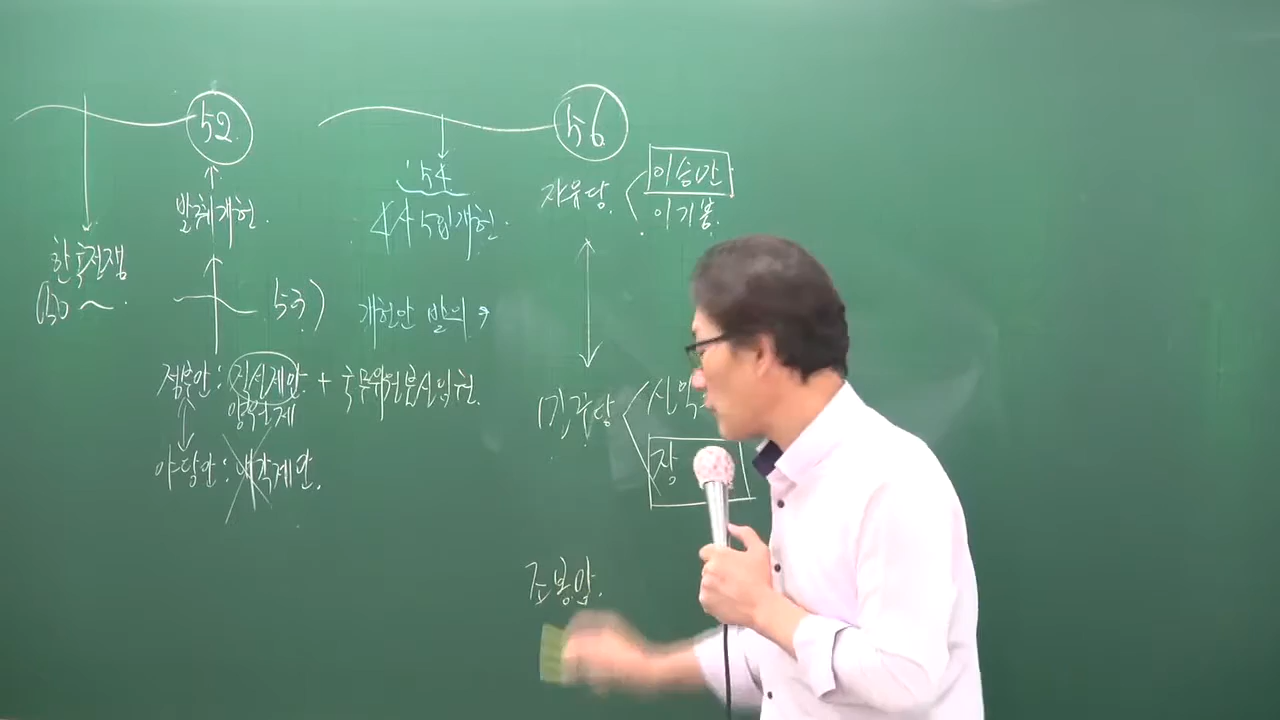 52.
발췌개헌.
한국전쟁
(50 ~ . 53)
정부안: 직선제안 + 국무위원불신임권.
양원제
야당안: 내각제안.
56.
'54
4사5입개헌.
개헌안 발의
자유당.
이승만
이기붕.
민주당
신익
장
조봉암.